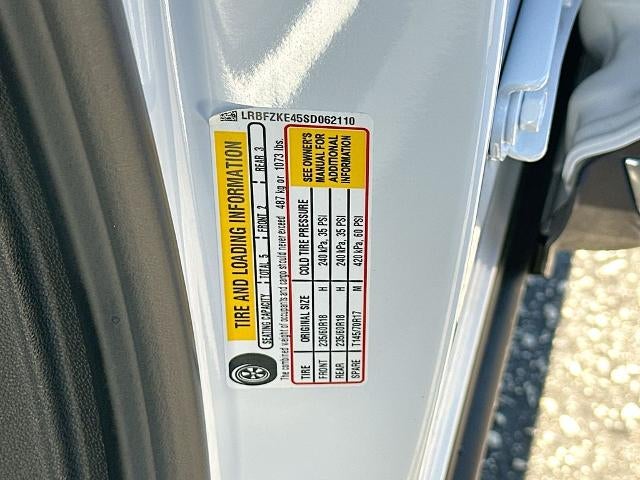 LRBFZKE45SD062110
TIRE AND LOADING INFORMATION
SEATING CAPACITY TOTAL 5 FRONT 2 REAR 3
The combined weight of occupants and cargo should never exceed 487 kg or 1073 lbs.
TIRE ORIGINAL SIZE COLD TIRE PRESSURE
FRONT 235/60R18 H 240 kPa, 35 PSI
REAR 235/60R18 H 240 kPa, 35 PSI
SPARE T145/70R17 M 420 kPa, 60 PSI
SEE OWNER'S
MANUAL FOR
ADDITIONAL
INFORMATION